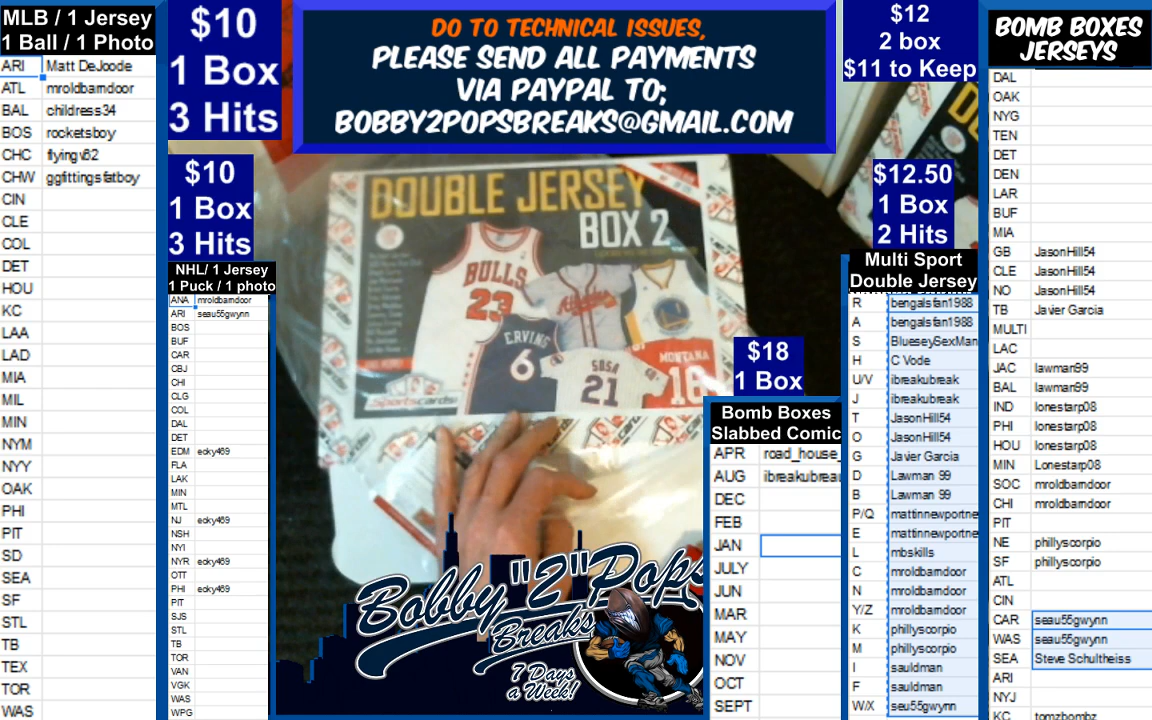 MLB / 1 Jersey
1 Ball / 1 Photo
ARI Matt DeJoode
ATL mroldbarndoor
BAL childress34
BOS rocketsboy
CHC flyingv82
CHW ggfittingsfatboy
CIN
CLE
COL
DET
HOU
KC
LAA
LAD
MIA
MIL
MIN
NYM
NYY
OAK
PHI
PIT
SD
SEA
SF
STL
TB
TEX
TOR
WAS
$10
1 Box
3 Hits
$10
1 Box
3 Hits
NHL/ 1 Jersey
1 Puck / 1 photo
ANA mroldbarndoor
ARI seau55gwynn
BOS
BUF
CAR
CBJ
CHI
CLG
COL
DAL
DET
EDM ecky469
FLA
LAK
MIN
MTL
NJ ecky469
NSH
NYI
NYR ecky469
OTT
PHI ecky469
PIT
SJS
STL
TB
TOR
VAN
VGK
WAS
WPG
DO TO TECHNICAL ISSUES,
PLEASE SEND ALL PAYMENTS
VIA PAYPAL TO;
BOBBY2POPSBREAKS@GMAIL.COM
DOUBLE JERSEY
BOX 2
BULLS
23
ERVING
6
SOSA
21
MONTANA
16
sportscards
Bobby "2" Pops
Breaks
7 Days
a Week!
$18
1 Box
Bomb Boxes
Slabbed Comic
APR road_house_
AUG ibreakubreau
DEC
FEB
JAN
JULY
JUN
MAR
MAY
NOV
OCT
SEPT
$12
2 box
$11 to Keep
$12.50
1 Box
2 Hits
Multi Sport
Double Jersey
R bengalsfan1988
A bengalsfan1988
S BlueseySexMan
H C Vode
U/V ibreakubreak
J ibreakubreak
T JasonHill54
O JasonHill54
G Javier Garcia
D Lawman 99
B Lawman 99
P/Q mattinnewportne
E mattinnewportne
L mbskills
C mroldbarndoor
N mroldbarndoor
Y/Z mroldbarndoor
K phillyscorpio
M phillyscorpio
I sauldman
F sauldman
W/X seu55gwynn
BOMB BOXES
JERSEYS
DAL
OAK
NYG
TEN
DET
DEN
LAR
BUF
MIA
GB JasonHill54
CLE JasonHill54
NO JasonHill54
TB Javier Garcia
MULTI
LAC
JAC lawman99
BAL lawman99
IND lonestarp08
PHI lonestarp08
HOU lonestarp08
MIN Lonestarp08
SOC mroldbarndoor
CHI mroldbarndoor
PIT
NE phillyscorpio
SF phillyscorpio
ATL
CIN
CAR seau55gwynn
WAS seau55gwynn
SEA Steve Schultheiss
ARI
NYJ
KC tomzbombz